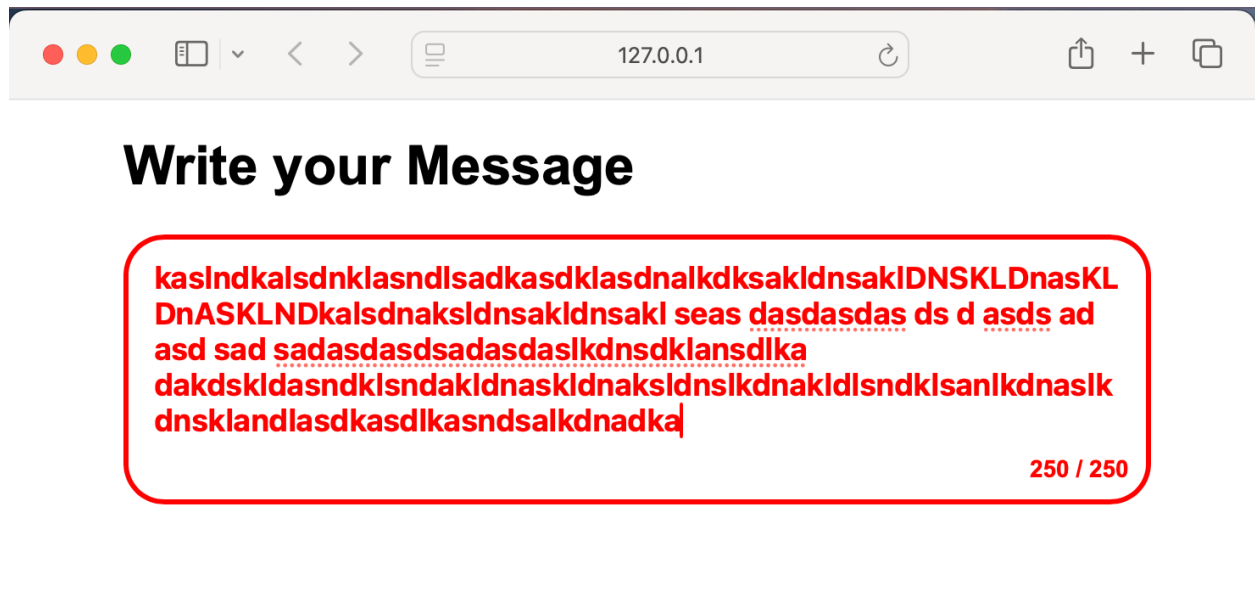 127.0.0.1
Write your Message
kaslndkalsdnklasndlsadkasdklasdnalkdksakldnsaklDNSKLDnasKL
DnASKLNDkalsdnaksldnsakldnsakl seas dasdasdas ds d asds ad
asd sad sadasdasdsadasdaslkdnsdklansdlka
dakdskldasndklsndakldnaskldnaksldnslkdnakldlsndklsanlkdnaslk
dnsklandlasdkasdlkasndsalkdnadka
250 / 250